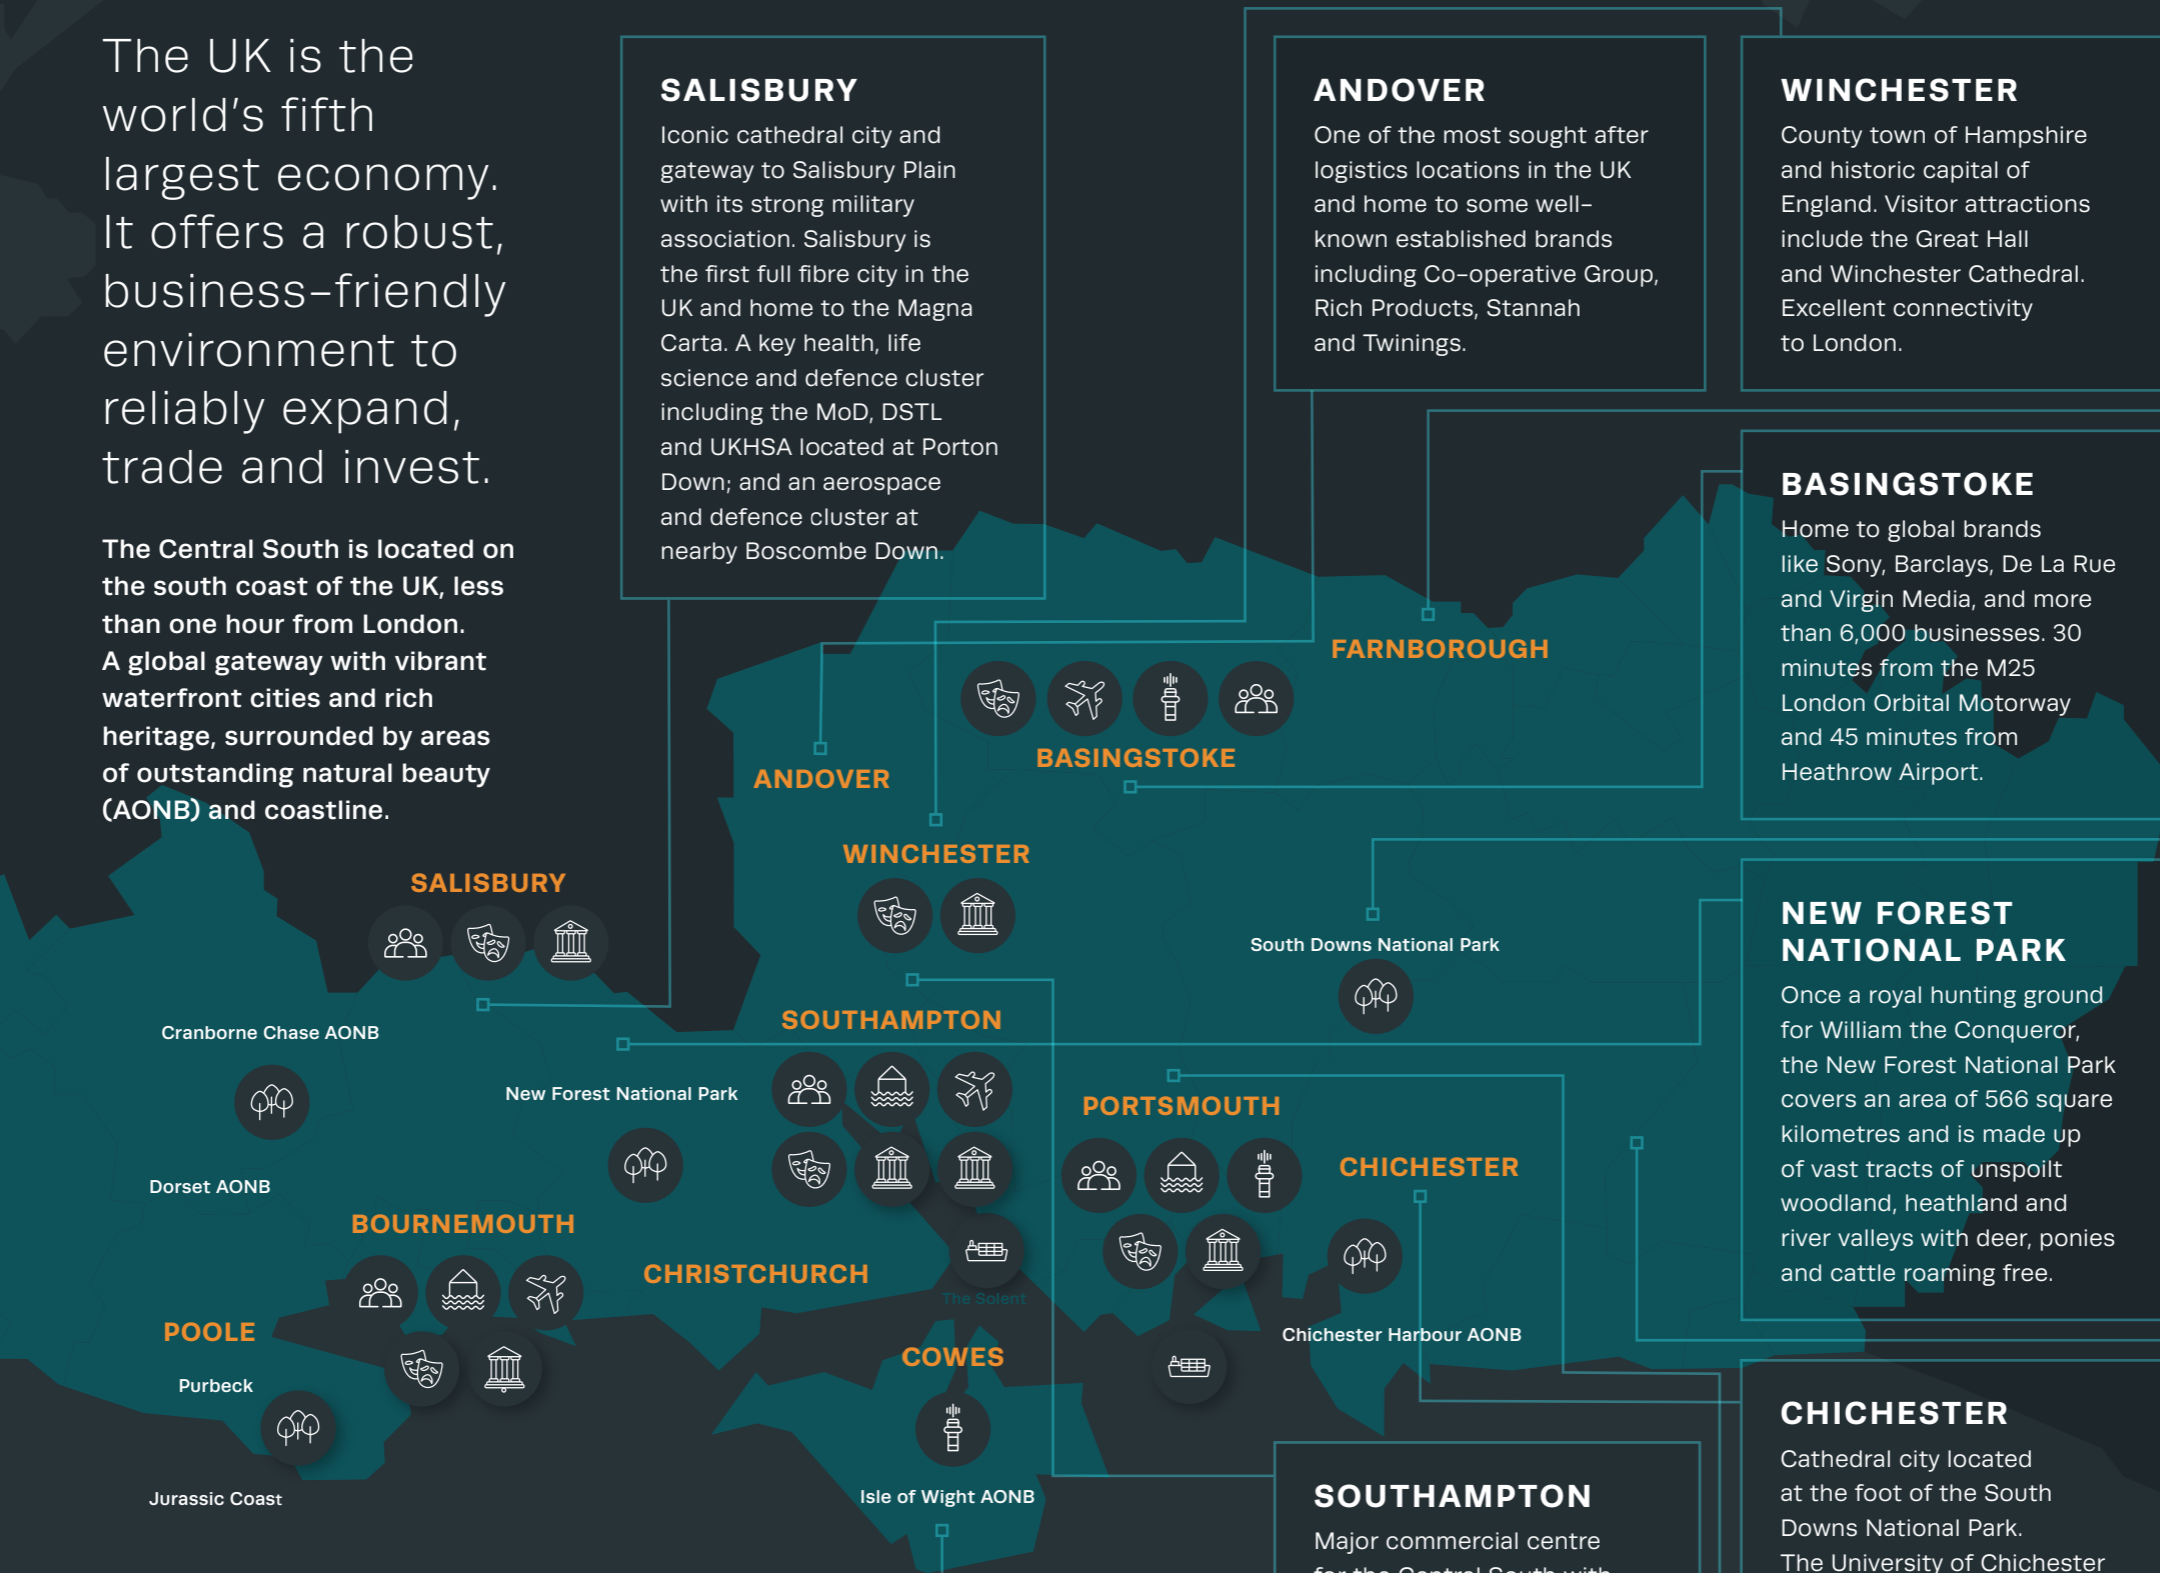 The UK is the
world's fifth
largest economy.
It offers a robust,
business-friendly
environment to
reliably expand,
trade and invest.
The Central South is located on
the south coast of the UK, less
than one hour from London.
A global gateway with vibrant
waterfront cities and rich
heritage, surrounded by areas
of outstanding natural beauty
(AONB) and coastline.
SALISBURY
Iconic cathedral city and
gateway to Salisbury Plain
with its strong military
association. Salisbury is
the first full fibre city in the
UK and home to the Magna
Carta. A key health, life
science and defence cluster
including the MoD, DSTL
and UKHSA located at Porton
Down; and an aerospace
and defence cluster at
nearby Boscombe Down.
ANDOVER
One of the most sought after
logistics locations in the UK
and home to some well-
known established brands
including Co-operative Group,
Rich Products, Stannah
and Twinings.
WINCHESTER
County town of Hampshire
and historic capital of
England. Visitor attractions
include the Great Hall
and Winchester Cathedral.
Excellent connectivity
to London.
BASINGSTOKE
Home to global brands
like Sony, Barclays, De La Rue
and Virgin Media, and more
than 6,000 businesses. 30
minutes from the M25
London Orbital Motorway
and 45 minutes from
Heathrow Airport.
NEW FOREST
NATIONAL PARK
Once a royal hunting ground
for William the Conqueror,
the New Forest National Park
covers an area of 566 square
kilometres and is made up
of vast tracts of unspoilt
woodland, heathland and
river valleys with deer, ponies
and cattle roaming free.
CHICHESTER
Cathedral city located
at the foot of the South
Downs National Park.
The University of Chichester
SOUTHAMPTON
Major commercial centre
for the Central South with
FARNBOROUGH
BASINGSTOKE
ANDOVER
WINCHESTER
SALISBURY
South Downs National Park
SOUTHAMPTON
Cranborne Chase AONB
New Forest National Park
PORTSMOUTH
CHICHESTER
Dorset AONB
BOURNEMOUTH
CHRISTCHURCH
The Solent
POOLE
Chichester Harbour AONB
COWES
Purbeck
Isle of Wight AONB
Jurassic Coast